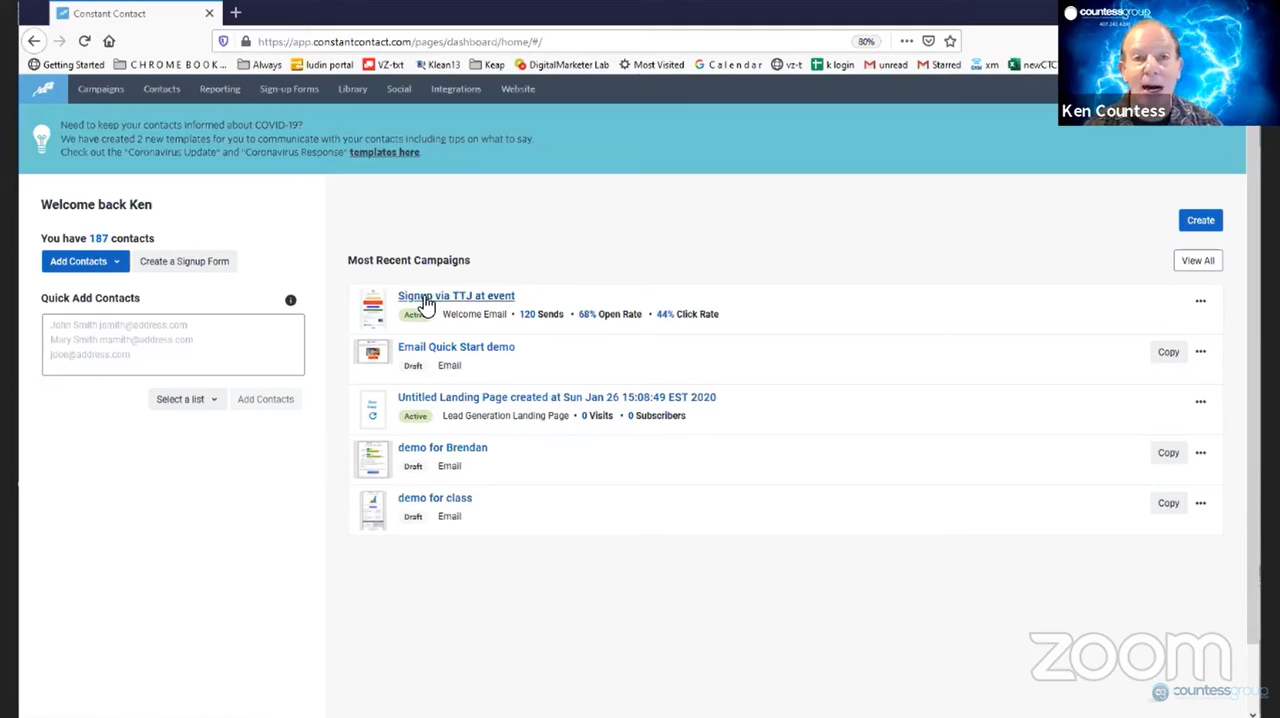 Constant Contact
https://app.constantcontact.com/pages/dashboard/home/#/
80%
Getting Started
C H R O M E B O O K ...
Always
ludin portal
VZ-txt
Klean13
Keap
DigitalMarketer Lab
Most Visited
C a l e n d a r
vz-t
k login
unread
Starred
xm
newCTC
countessgroup
407 242 4350
Ken Countess
Campaigns
Contacts
Reporting
Sign-up Forms
Library
Social
Integrations
Website
Need to keep your contacts informed about COVID-19?
We have created 2 new templates for you to communicate with your contacts including tips on what to say.
Check out the "Coronavirus Update" and "Coronavirus Response" templates here.
Welcome back Ken
You have 187 contacts
Add Contacts
Create a Signup Form
Quick Add Contacts
John Smith jsmith@address.com
Mary Smith msmith@address.com
jdoe@address.com
Select a list
Add Contacts
Create
Most Recent Campaigns
View All
Signup via TTJ at event
Welcome Email • 120 Sends • 68% Open Rate • 44% Click Rate
Email Quick Start demo
Draft Email
Copy
Untitled Landing Page created at Sun Jan 26 15:08:49 EST 2020
Active Lead Generation Landing Page • 0 Visits • 0 Subscribers
demo for Brendan
Draft Email
Copy
demo for class
Draft Email
Copy
zoom
countessgroup